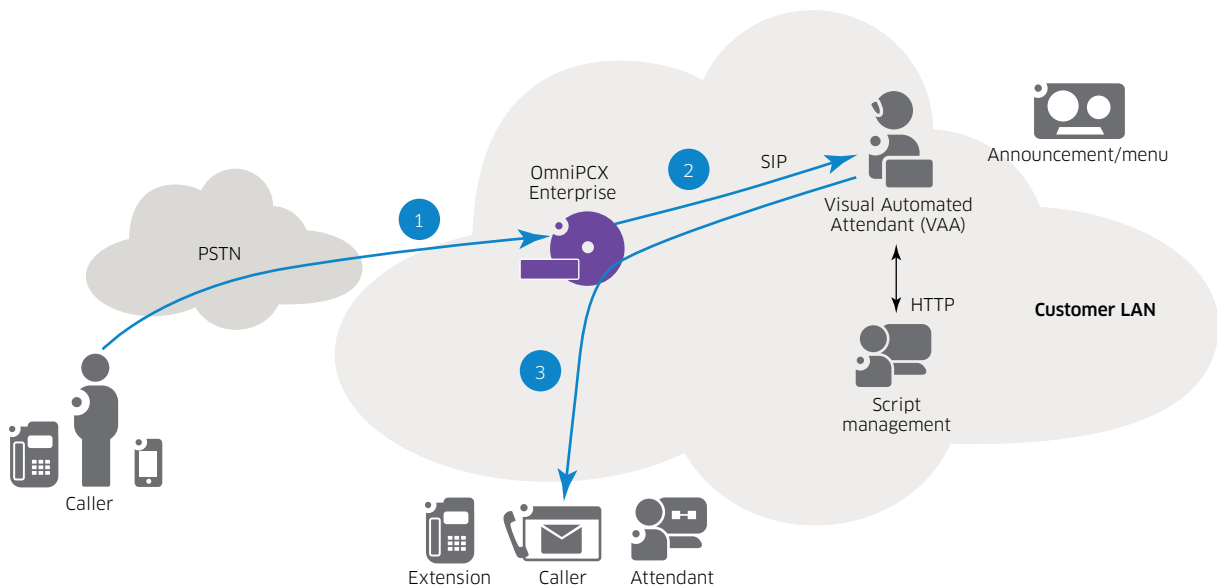 OmniPCX
Enterprise
1
2
SIP
Announcement/menu
Visual Automated
Attendant (VAA)
PSTN
HTTP
Customer LAN
3
Script
management
Caller
Extension
Caller
Attendant